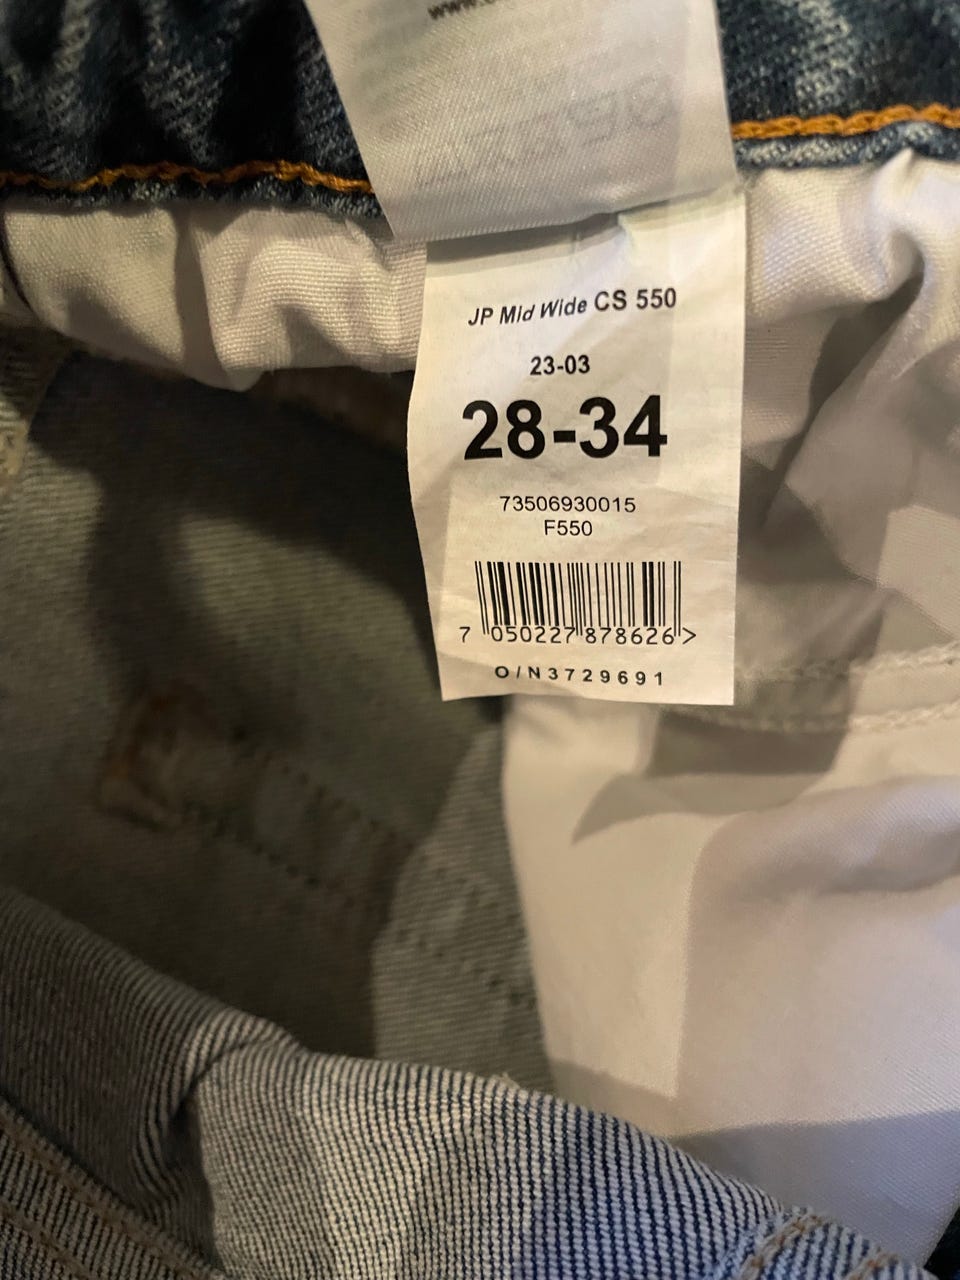 JP Mid Wide CS 550
23-03
28-34
73506930015
F550
7 050227 878626 >
O/N3729691